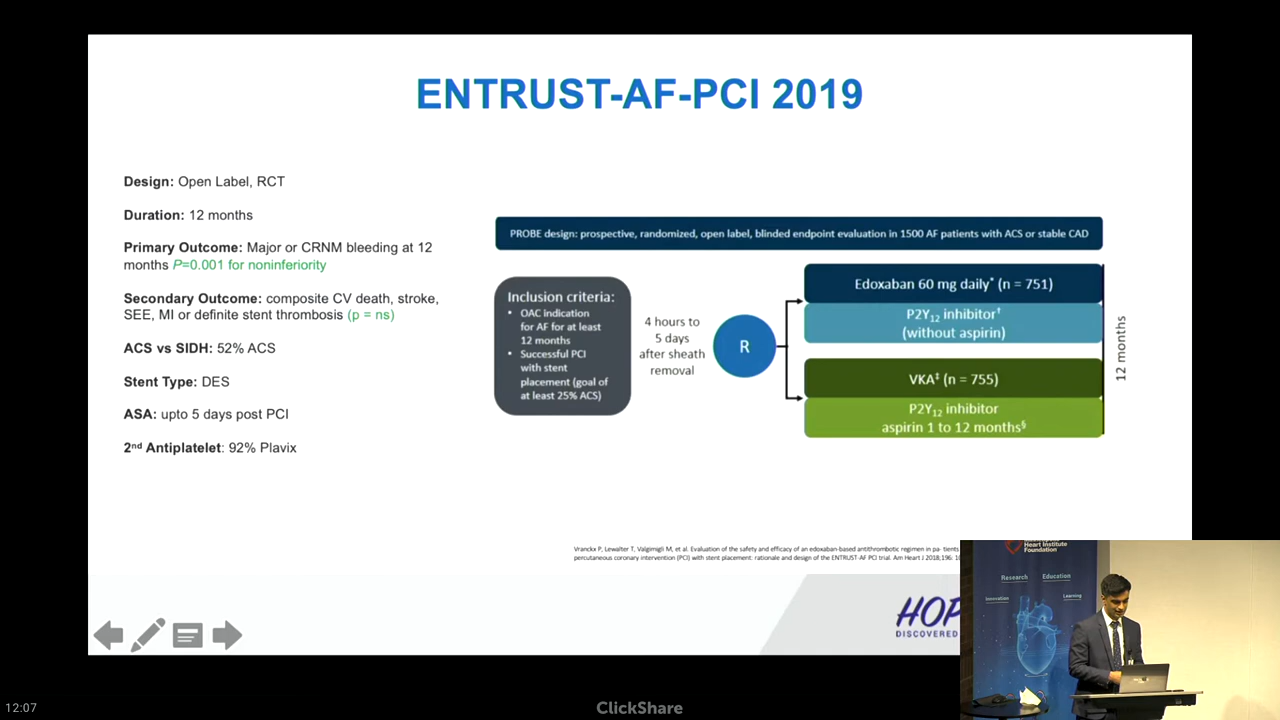 ENTRUST-AF-PCI 2019
Design: Open Label, RCT
Duration: 12 months
Primary Outcome: Major or CRNM bleeding at 12
months P=0.001 for noninferiority
Secondary Outcome: composite CV death, stroke,
SEE, MI or definite stent thrombosis (p = ns)
ACS vs SIDH: 52% ACS
Stent Type: DES
ASA: upto 5 days post PCI
2nd Antiplatelet: 92% Plavix
PROBE design: prospective, randomized, open label, blinded endpoint evaluation in 1500 AF patients with ACS or stable CAD
Inclusion criteria:
• OAC indication
for AF for at least
12 months
• Successful PCI
with stent
placement (goal of
at least 25% ACS)
4 hours to
5 days
after sheath
removal
R
Edoxaban 60 mg daily* (n = 751)
P2Y12 inhibitor†
(without aspirin)
VKA‡ (n = 755)
P2Y12 inhibitor
aspirin 1 to 12 months§
12 months
Vranckx P, Lewalter T, Valgimigli M, et al. Evaluation of the safety and efficacy of an edoxaban-based antithrombotic regimen in pa- tients
percutaneous coronary intervention (PCI) with stent placement: rationale and design of the ENTRUST-AF PCI trial. Am Heart J 2018;196:
HOP
DISCOVERED
Heart Institute
Foundation
Research
Education
Innovation
Learning
12:07
ClickShare